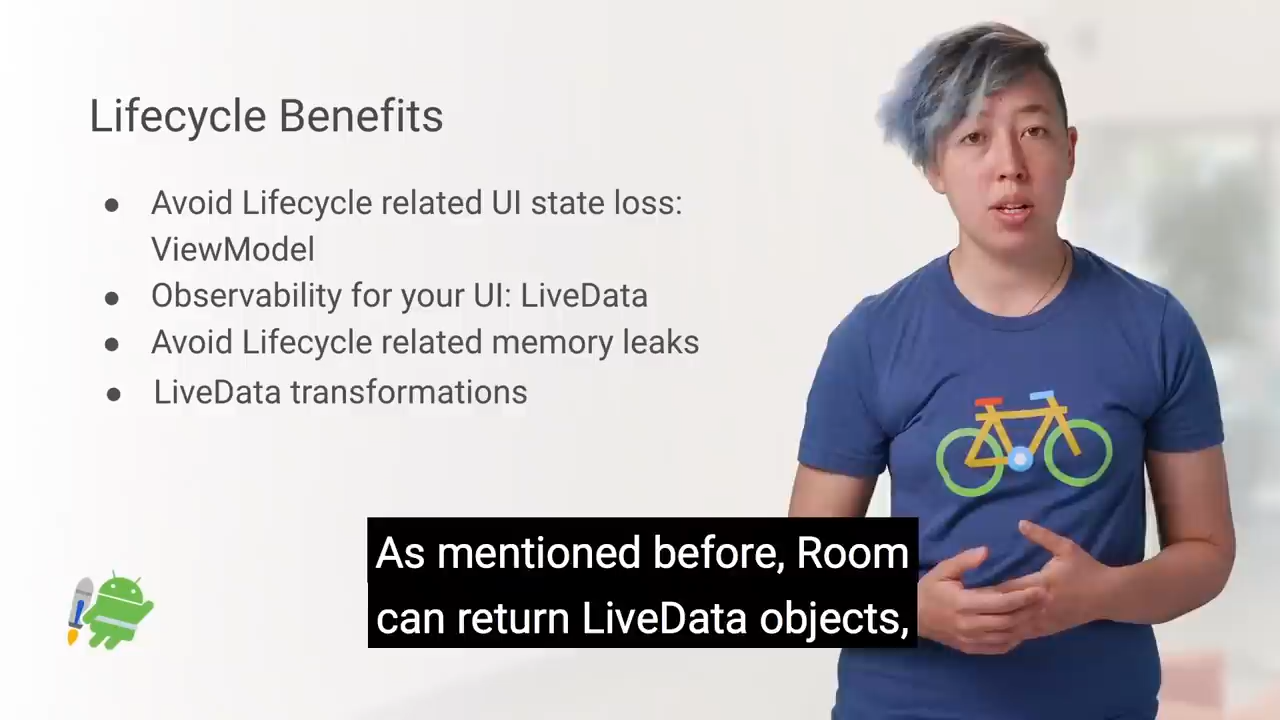 Lifecycle Benefits
● Avoid Lifecycle related UI state loss:
ViewModel
● Observability for your UI: LiveData
● Avoid Lifecycle related memory leaks
● LiveData transformations
As mentioned before, Room
can return LiveData objects,